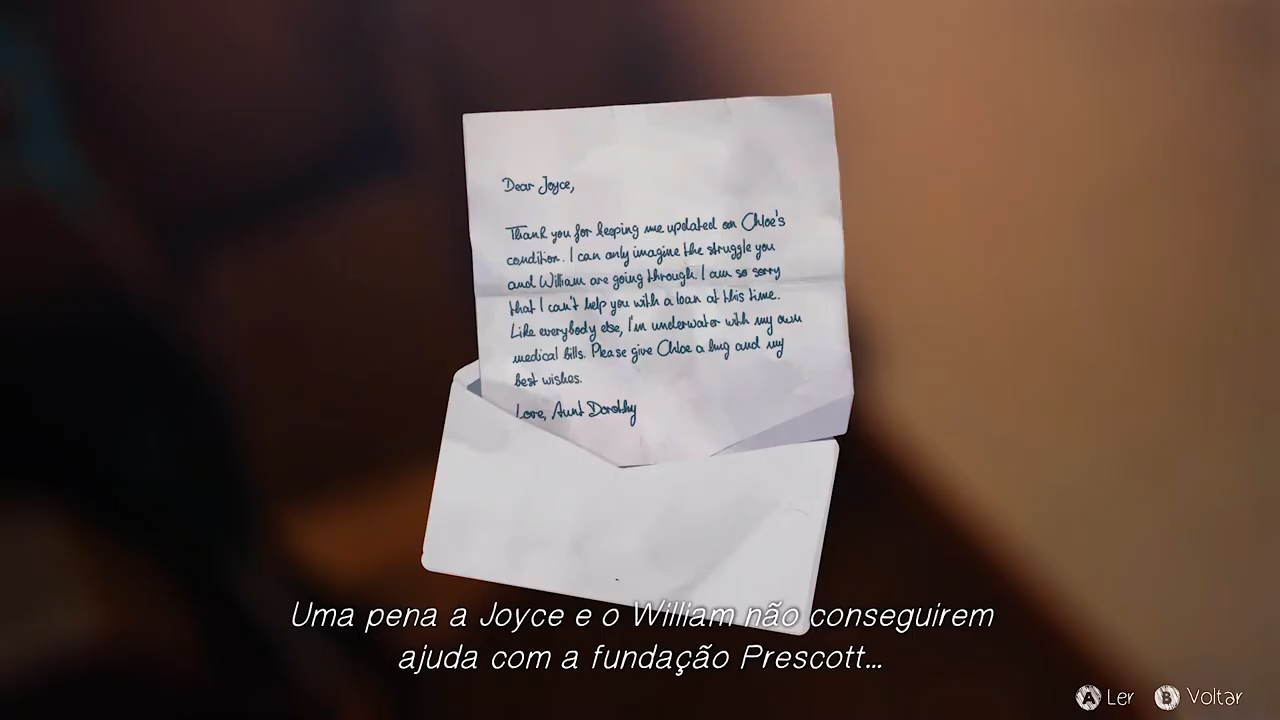 Dear Joyce,
Thank you for keeping me updated on Chloe's
condition. I can only imagine the struggle you
and William are going through. I am so sorry
that I can't help you with a loan at this time.
Like everybody else, I'm underwater with my own
medical bills. Please give Chloe a hug and my
best wishes.
Love, Aunt Dorothy
Uma pena a Joyce e o William não conseguirem
ajuda com a fundação Prescott...
A Ler B Voltar